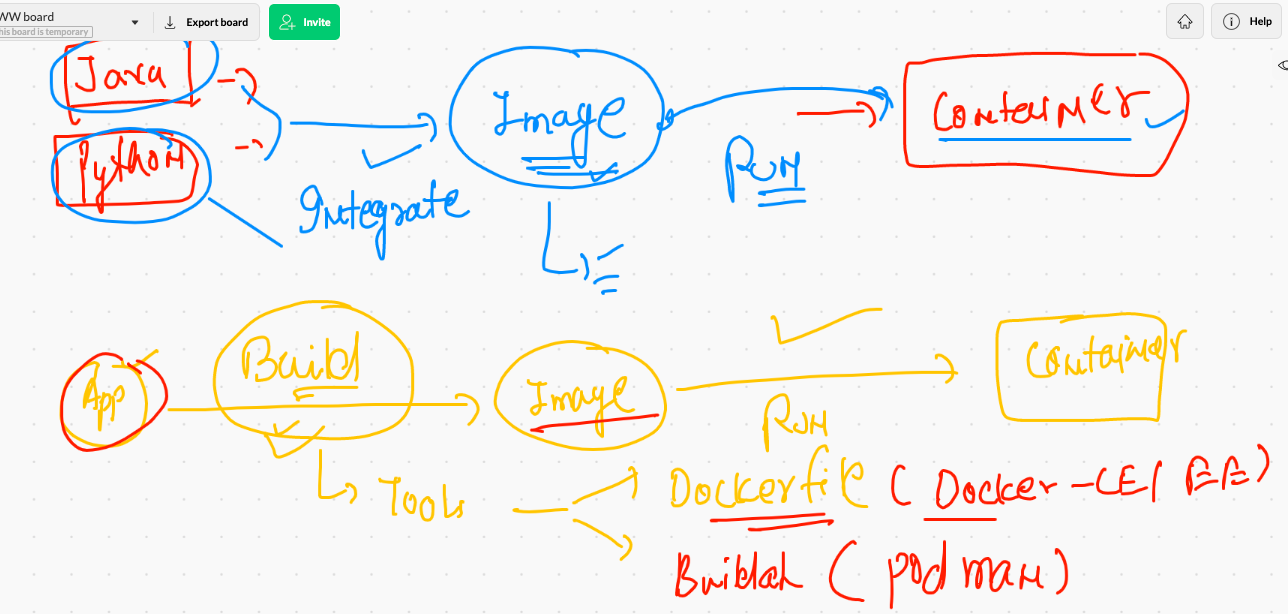 WW board
his board is temporary
Export board
Invite
Help
Java
Image
Container
Python
Run
Integrate
Build
Container
App
Image
Run
Tools
Dockerfile (Docker-CE/EE)
Buildah (podman)